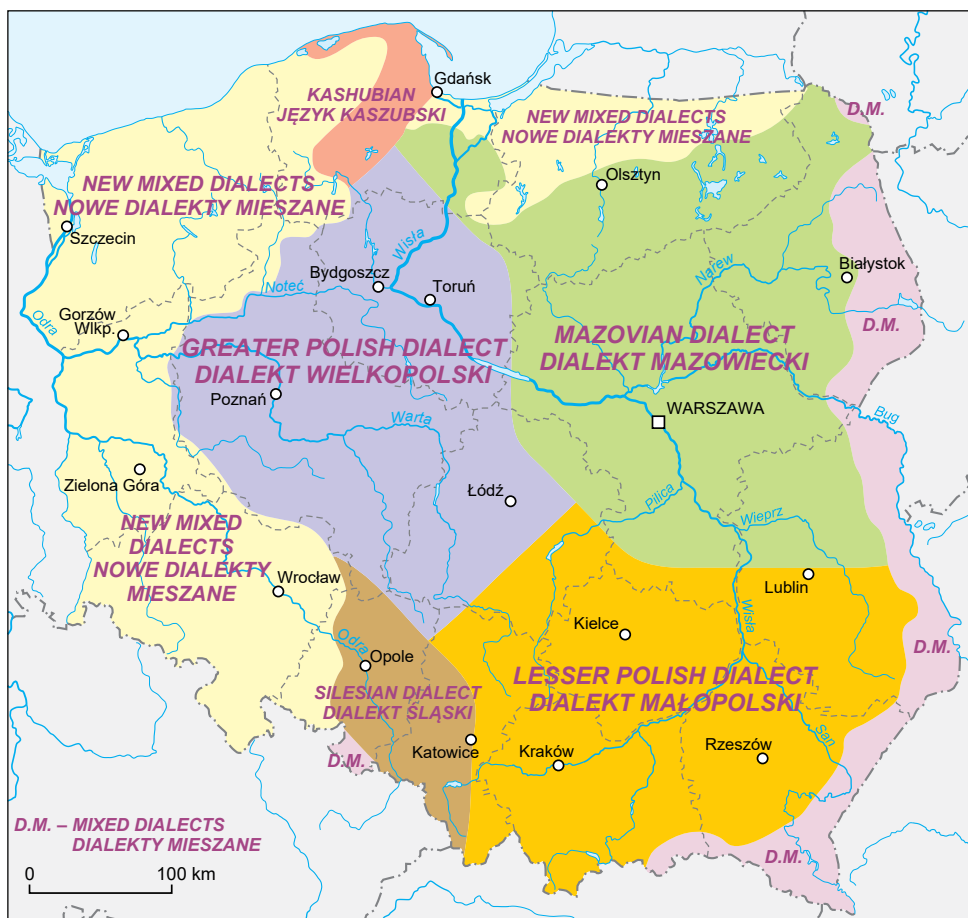 Gdańsk
KASHUBIAN
JĘZYK KASZUBSKI
NEW MIXED DIALECTS
NOWE DIALEKTY MIESZANE
D.M.
Olsztyn
NEW MIXED DIALECTS
NOWE DIALEKTY MIESZANE
Szczecin
Wisła
Białystok
Narew
Bydgoszcz
Toruń
Noteć
Odra
Gorzów
Wlkp.
D.M.
GREATER POLISH DIALECT
DIALEKT WIELKOPOLSKI
MAZOVIAN DIALECT
DIALEKT MAZOWIECKI
Poznań
Warta
WARSZAWA
Bug
Zielona Góra
Łódź
Pilica
Wieprz
NEW MIXED
DIALECTS
NOWE DIALEKTY
MIESZANE
Wrocław
Lublin
Wisła
Kielce
Odra
Opole
D.M.
LESSER POLISH DIALECT
DIALEKT MAŁOPOLSKI
SILESIAN DIALECT
DIALEKT ŚLĄSKI
San
Katowice
Kraków
Rzeszów
D.M.
D.M. – MIXED DIALECTS
DIALEKTY MIESZANE
D.M.
0 100 km